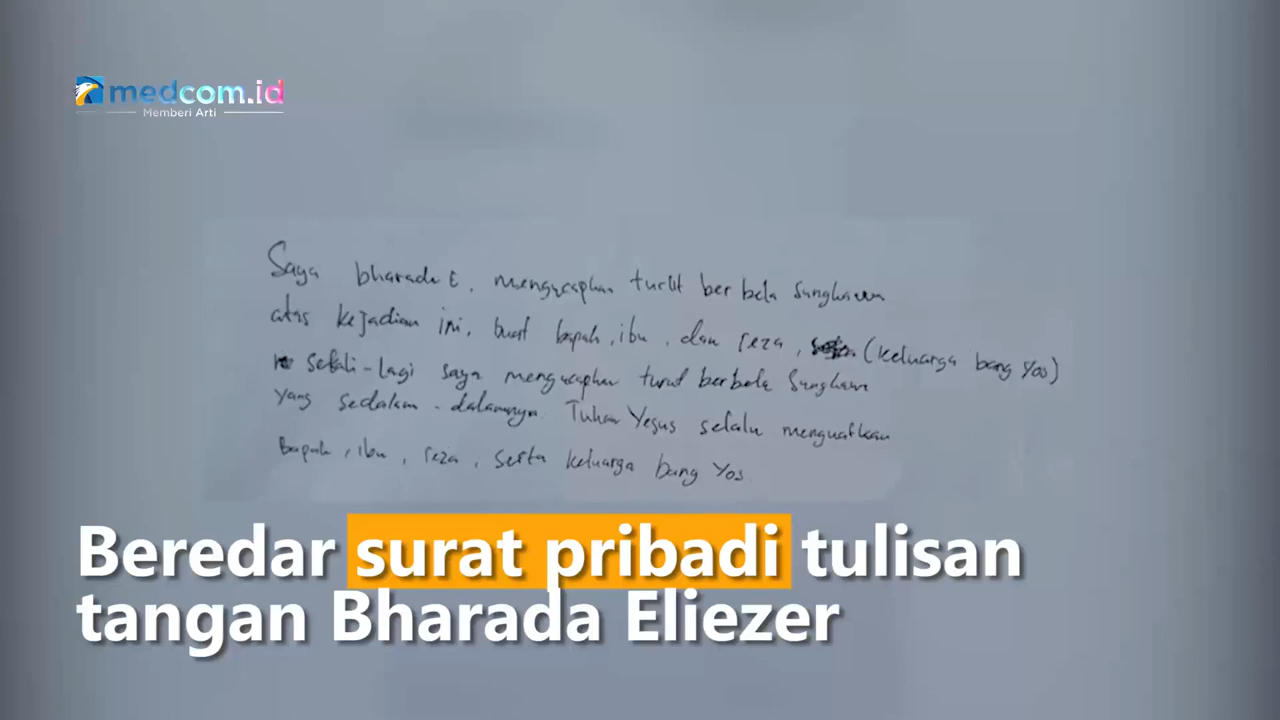 medcom.id
Memberi Arti
Saya bharada E, mengucapkan turut berbela sungkawa
atas kejadian ini, buat bapak, ibu, dan reza, (keluarga bang Yos)
sekali-lagi saya mengucapkan turut berbela sungkawa
yang sedalam-dalamnya. Tuhan Yesus selalu menguatkan
bapak, ibu, reza, serta keluarga bang Yos
Beredar surat pribadi tulisan
tangan Bharada Eliezer